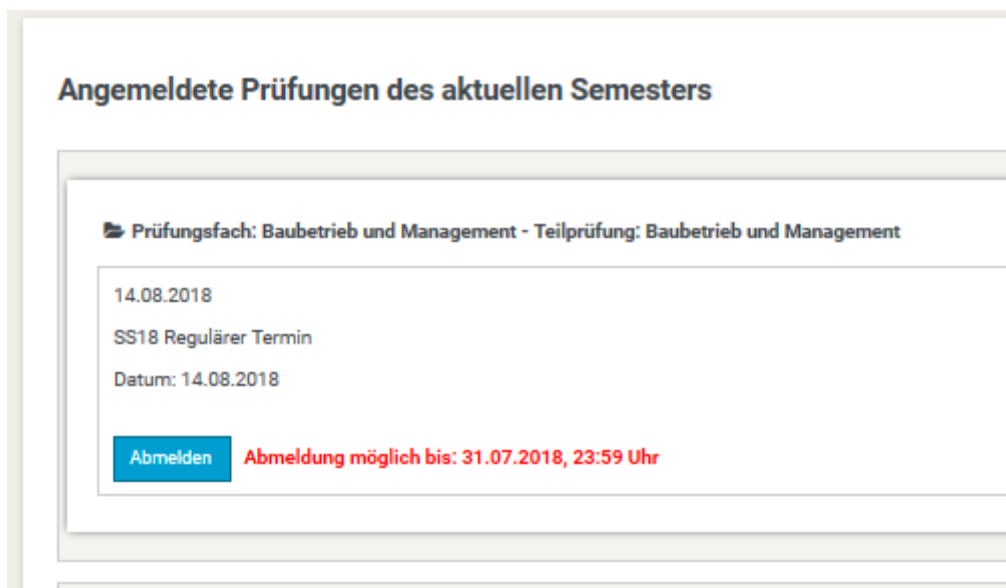 Angemeldete Prüfungen des aktuellen Semesters
Prüfungsfach: Baubetrieb und Management - Teilprüfung: Baubetrieb und Management
14.08.2018
SS18 Regulärer Termin
Datum: 14.08.2018
Abmelden Abmeldung möglich bis: 31.07.2018, 23:59 Uhr